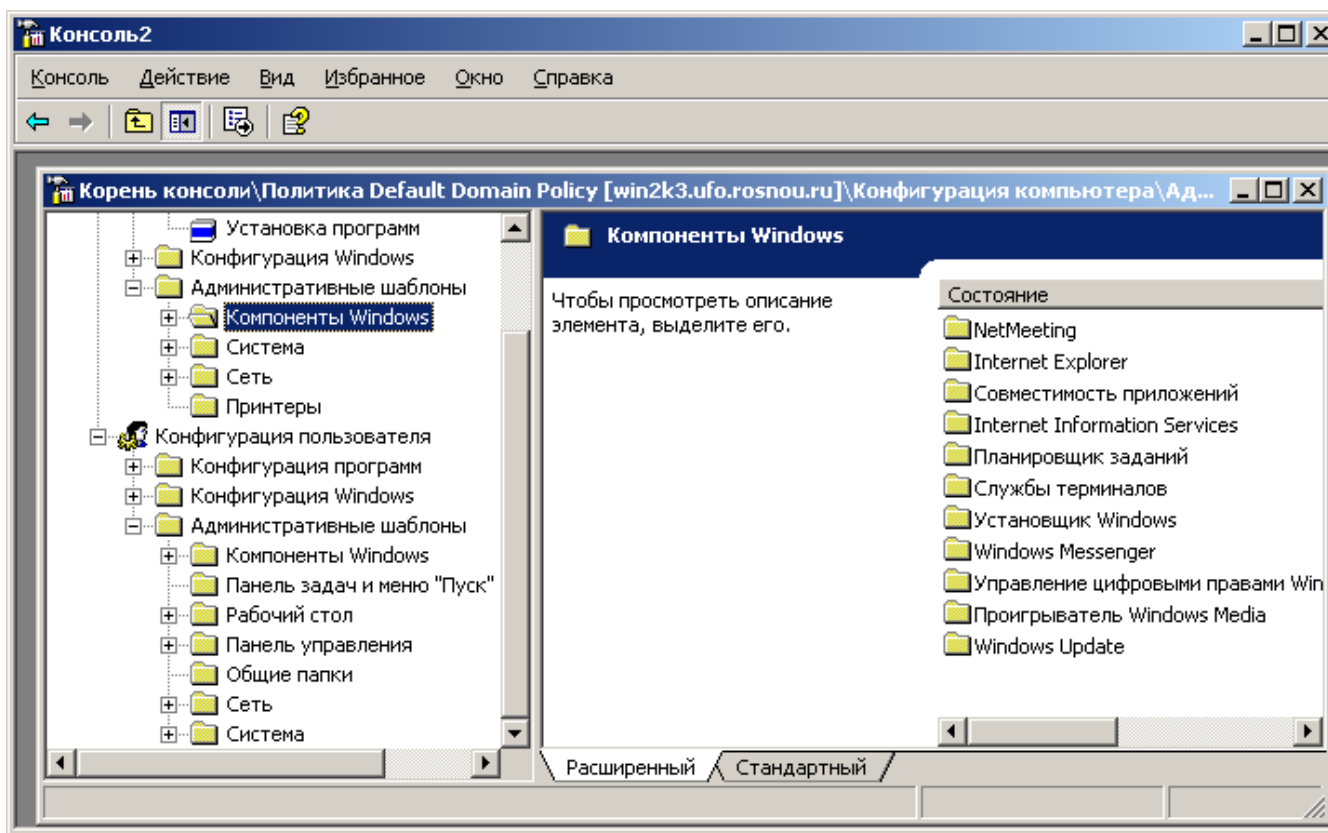 Консоль2
Консоль Действие Вид Избранное Окно Справка
Корень консоли\Политика Default Domain Policy [win2k3.ufo.rosnou.ru]\Конфигурация компьютера\Ад...
Установка программ
Конфигурация Windows
Административные шаблоны
Компоненты Windows
Система
Сеть
Принтеры
Конфигурация пользователя
Конфигурация программ
Конфигурация Windows
Административные шаблоны
Компоненты Windows
Панель задач и меню "Пуск"
Рабочий стол
Панель управления
Общие папки
Сеть
Система
Компоненты Windows
Чтобы просмотреть описание
элемента, выделите его.
Состояние
NetMeeting
Internet Explorer
Совместимость приложений
Internet Information Services
Планировщик заданий
Службы терминалов
Установщик Windows
Windows Messenger
Управление цифровыми правами Win
Проигрыватель Windows Media
Windows Update
Расширенный Стандартный